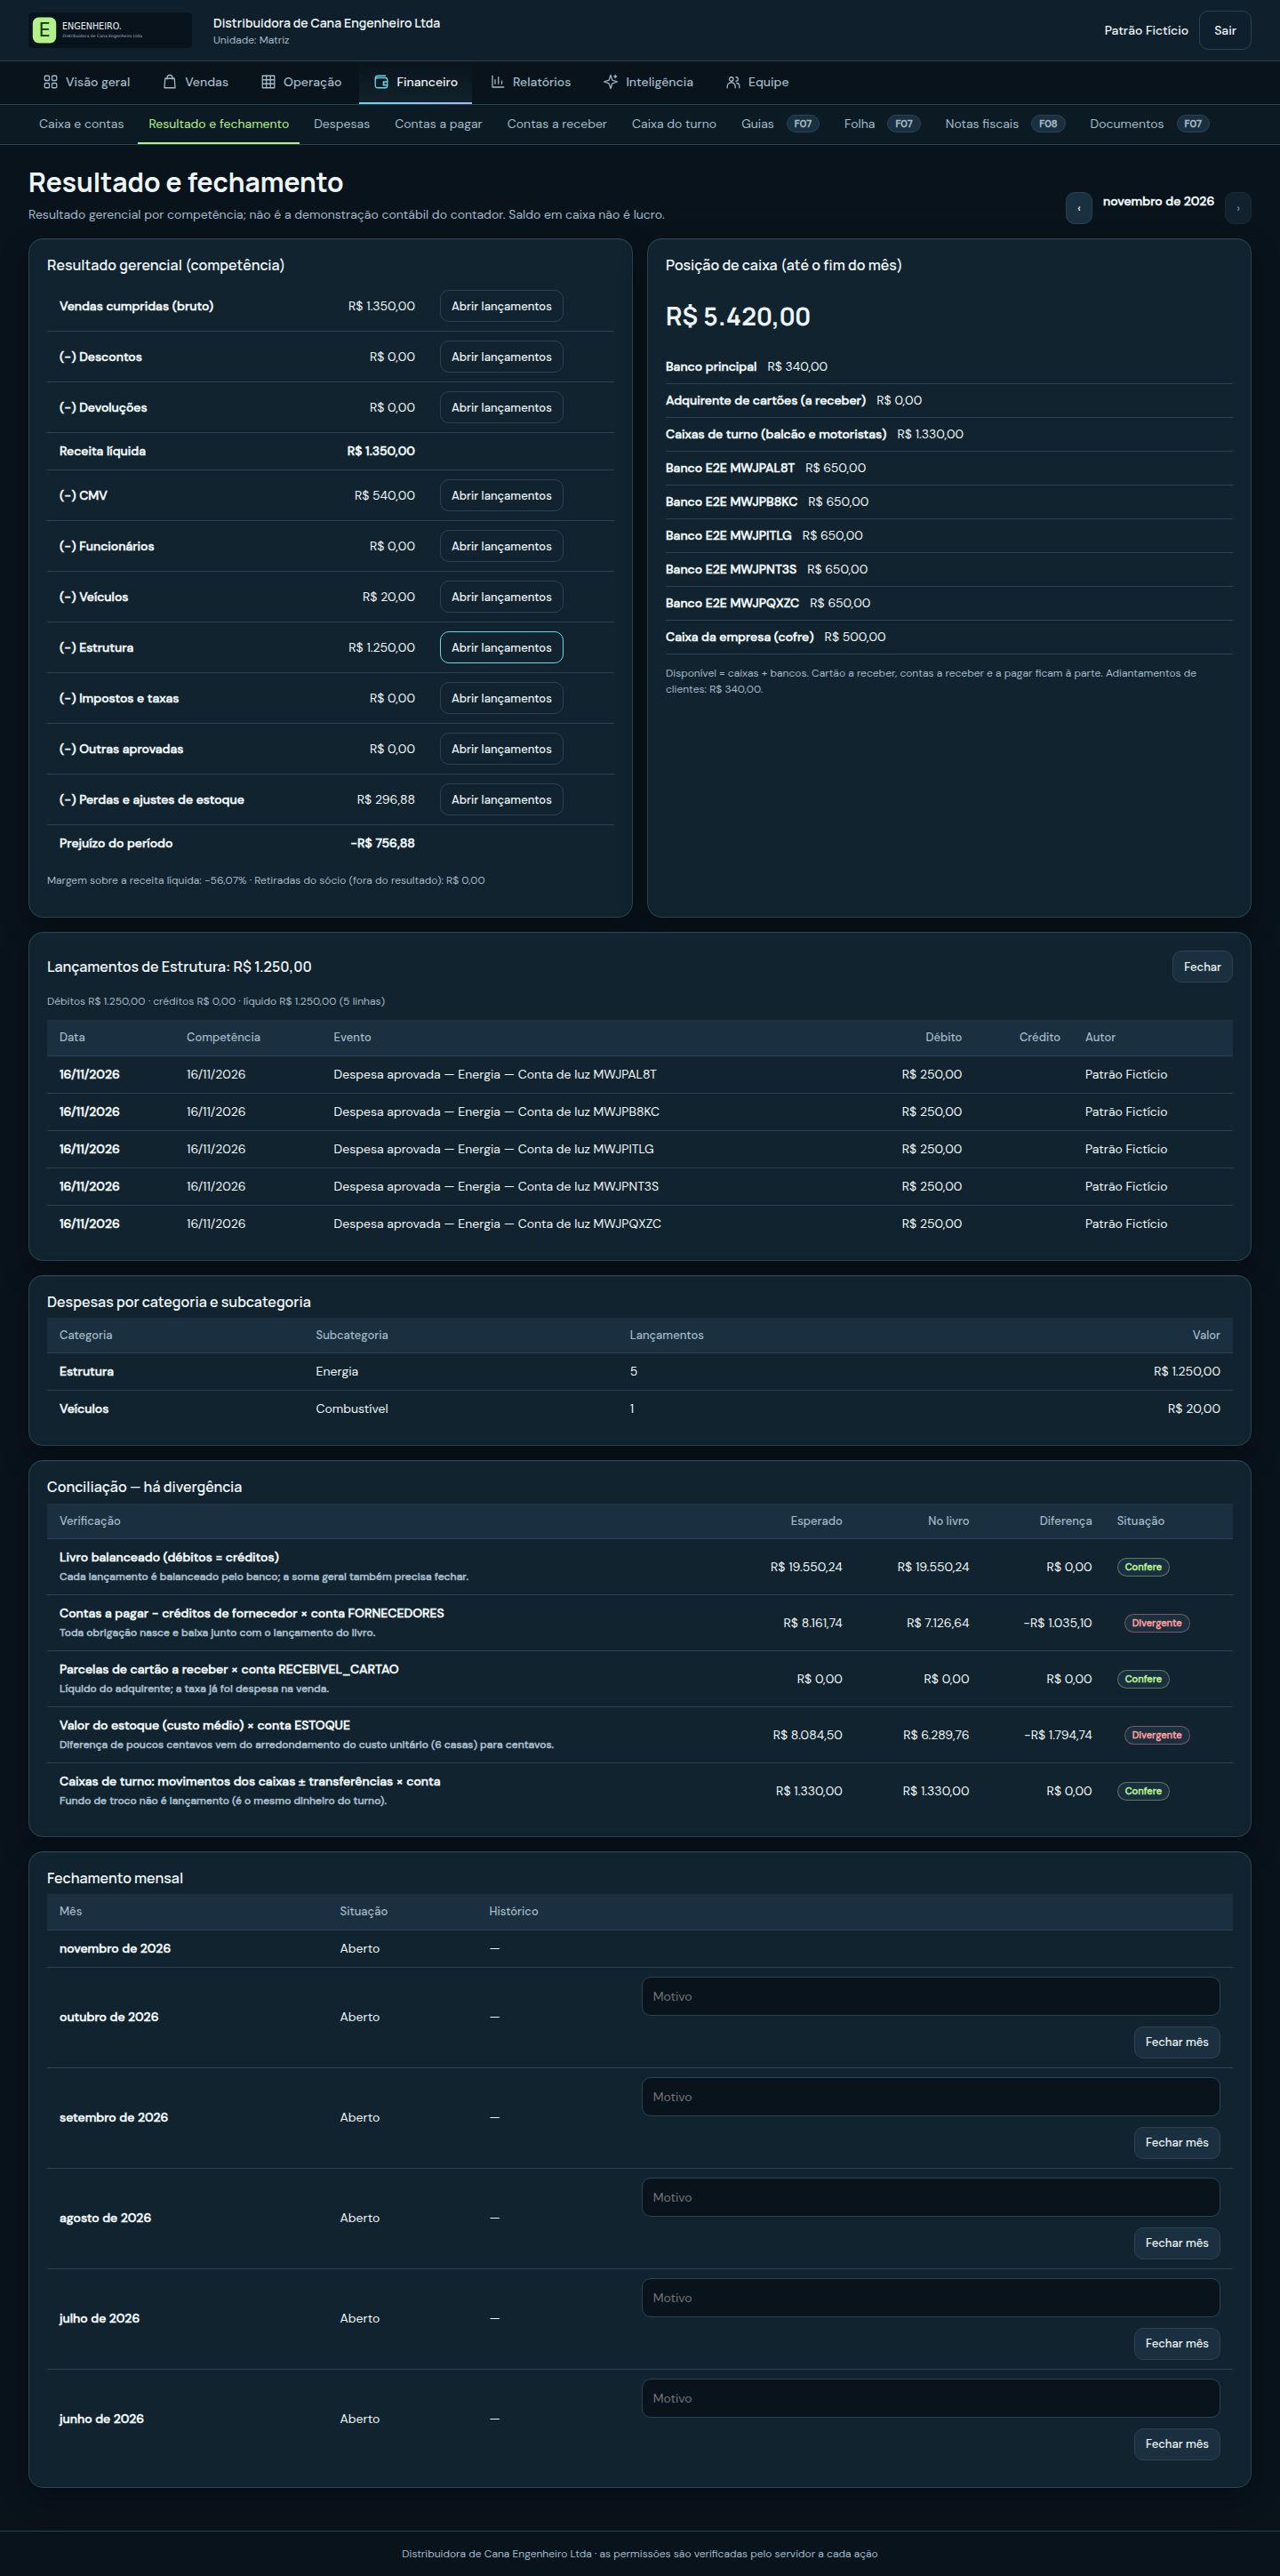 E ENGENHEIRO.
Distribuidora de Cana Engenheiro Ltda
Distribuidora de Cana Engenheiro Ltda
Unidade: Matriz
Patrão Fictício Sair
Visão geral Vendas Operação Financeiro Relatórios Inteligência Equipe
Caixa e contas Resultado e fechamento Despesas Contas a pagar Contas a receber Caixa do turno Guias F07 Folha F07 Notas fiscais F08 Documentos F07
Resultado e fechamento
Resultado gerencial por competência; não é a demonstração contábil do contador. Saldo em caixa não é lucro.
‹ novembro de 2026 ›
Resultado gerencial (competência)
Vendas cumpridas (bruto) R$ 1.350,00 Abrir lançamentos
(-) Descontos R$ 0,00 Abrir lançamentos
(-) Devoluções R$ 0,00 Abrir lançamentos
Receita líquida R$ 1.350,00
(-) CMV R$ 540,00 Abrir lançamentos
(-) Funcionários R$ 0,00 Abrir lançamentos
(-) Veículos R$ 20,00 Abrir lançamentos
(-) Estrutura R$ 1.250,00 Abrir lançamentos
(-) Impostos e taxas R$ 0,00 Abrir lançamentos
(-) Outras aprovadas R$ 0,00 Abrir lançamentos
(-) Perdas e ajustes de estoque R$ 296,88 Abrir lançamentos
Prejuízo do período -R$ 756,88
Margem sobre a receita líquida: -56,07% · Retiradas do sócio (fora do resultado): R$ 0,00
Posição de caixa (até o fim do mês)
R$ 5.420,00
Banco principal R$ 340,00
Adquirente de cartões (a receber) R$ 0,00
Caixas de turno (balcão e motoristas) R$ 1.330,00
Banco E2E MWJPAL8T R$ 650,00
Banco E2E MWJPB8KC R$ 650,00
Banco E2E MWJPITLG R$ 650,00
Banco E2E MWJPNT3S R$ 650,00
Banco E2E MWJPQXZC R$ 650,00
Caixa da empresa (cofre) R$ 500,00
Disponível = caixas + bancos. Cartão a receber, contas a receber e a pagar ficam à parte. Adiantamentos de
clientes: R$ 340,00.
Lançamentos de Estrutura: R$ 1.250,00 Fechar
Débitos R$ 1.250,00 · créditos R$ 0,00 · líquido R$ 1.250,00 (5 linhas)
Data Competência Evento Débito Crédito Autor
16/11/2026 16/11/2026 Despesa aprovada — Energia — Conta de luz MWJPAL8T R$ 250,00 Patrão Fictício
16/11/2026 16/11/2026 Despesa aprovada — Energia — Conta de luz MWJPB8KC R$ 250,00 Patrão Fictício
16/11/2026 16/11/2026 Despesa aprovada — Energia — Conta de luz MWJPITLG R$ 250,00 Patrão Fictício
16/11/2026 16/11/2026 Despesa aprovada — Energia — Conta de luz MWJPNT3S R$ 250,00 Patrão Fictício
16/11/2026 16/11/2026 Despesa aprovada — Energia — Conta de luz MWJPQXZC R$ 250,00 Patrão Fictício
Despesas por categoria e subcategoria
Categoria Subcategoria Lançamentos Valor
Estrutura Energia 5 R$ 1.250,00
Veículos Combustível 1 R$ 20,00
Conciliação — há divergência
Verificação Esperado No livro Diferença Situação
Livro balanceado (débitos = créditos) R$ 19.550,24 R$ 19.550,24 R$ 0,00 Confere
Cada lançamento é balanceado pelo banco; a soma geral também precisa fechar.
Contas a pagar − créditos de fornecedor × conta FORNECEDORES R$ 8.161,74 R$ 7.126,64 -R$ 1.035,10 Divergente
Toda obrigação nasce e baixa junto com o lançamento do livro.
Parcelas de cartão a receber × conta RECEBIVEL_CARTAO R$ 0,00 R$ 0,00 R$ 0,00 Confere
Líquido do adquirente; a taxa já foi despesa na venda.
Valor do estoque (custo médio) × conta ESTOQUE R$ 8.084,50 R$ 6.289,76 -R$ 1.794,74 Divergente
Diferença de poucos centavos vem do arredondamento do custo unitário (6 casas) para centavos.
Caixas de turno: movimentos dos caixas ± transferências × conta R$ 1.330,00 R$ 1.330,00 R$ 0,00 Confere
Fundo de troco não é lançamento (é o mesmo dinheiro do turno).
Fechamento mensal
Mês Situação Histórico
novembro de 2026 Aberto —
outubro de 2026 Aberto — Motivo
Fechar mês
setembro de 2026 Aberto — Motivo
Fechar mês
agosto de 2026 Aberto — Motivo
Fechar mês
julho de 2026 Aberto — Motivo
Fechar mês
junho de 2026 Aberto — Motivo
Fechar mês
Distribuidora de Cana Engenheiro Ltda · as permissões são verificadas pelo servidor a cada ação